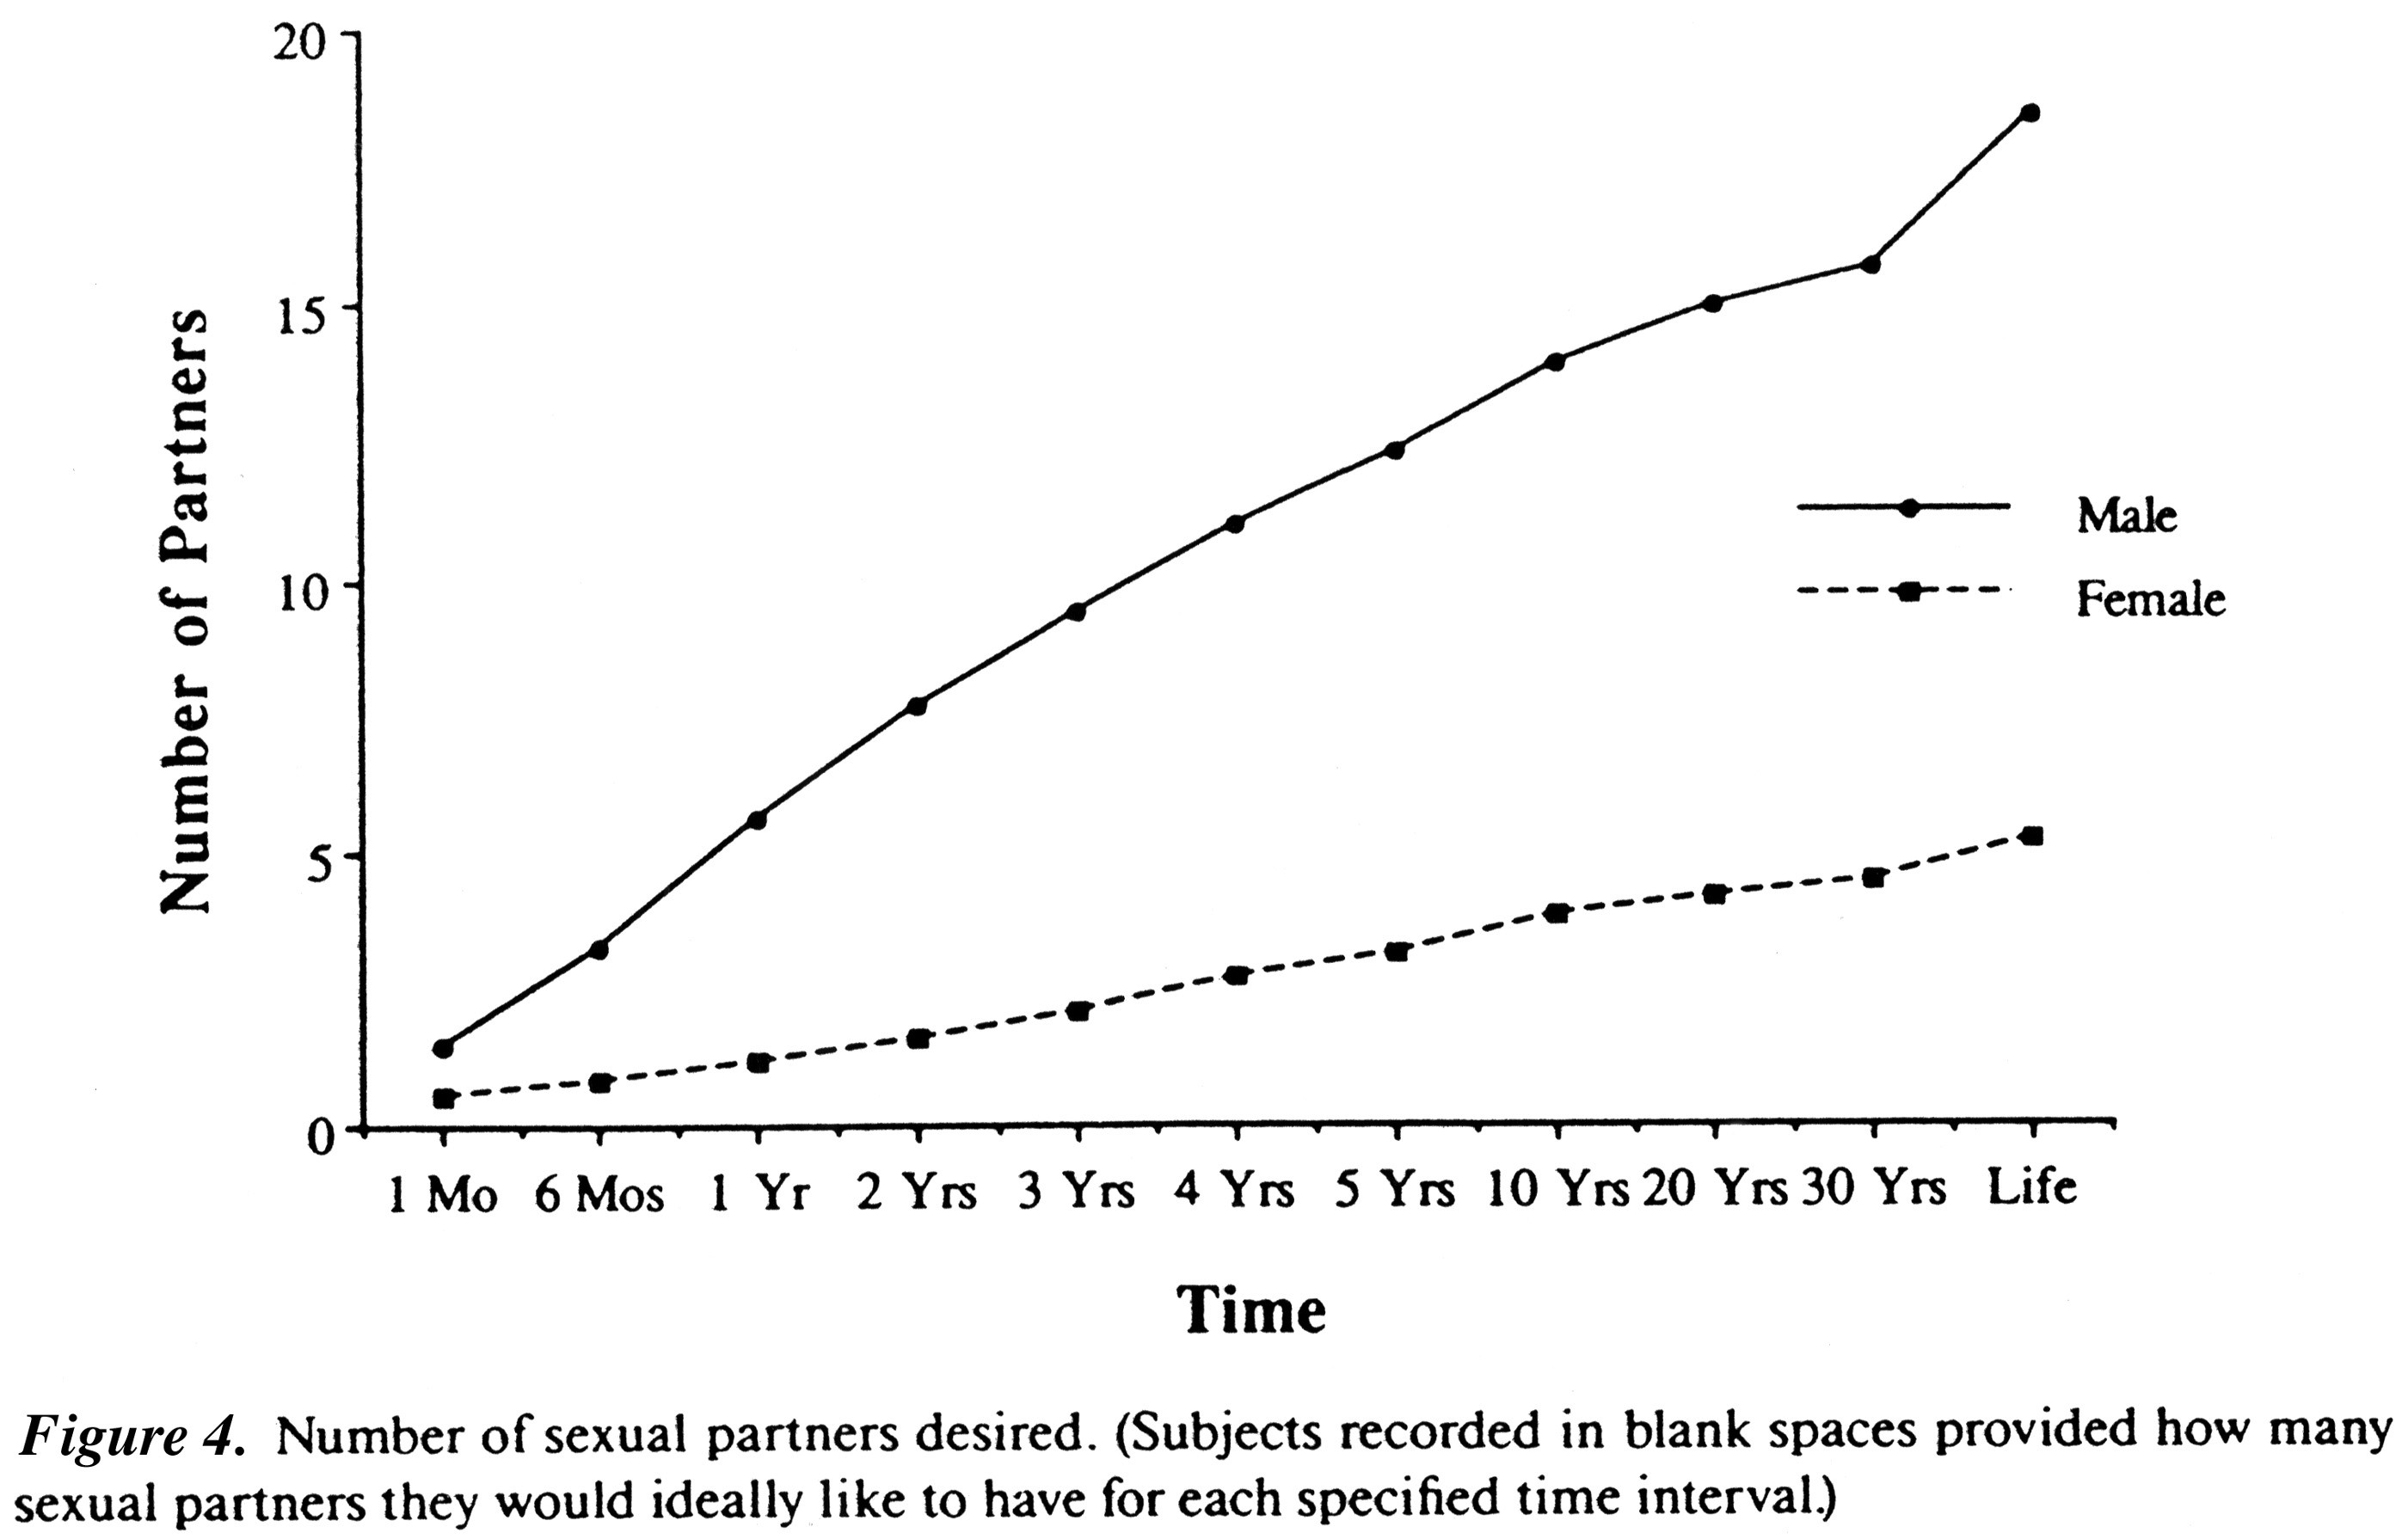 20
15
10
5
0
Number of Partners
Male
Female
1 Mo 6 Mos 1 Yr 2 Yrs 3 Yrs 4 Yrs 5 Yrs 10 Yrs 20 Yrs 30 Yrs Life
Time
Figure 4. Number of sexual partners desired. (Subjects recorded in blank spaces provided how many
sexual partners they would ideally like to have for each specified time interval.)